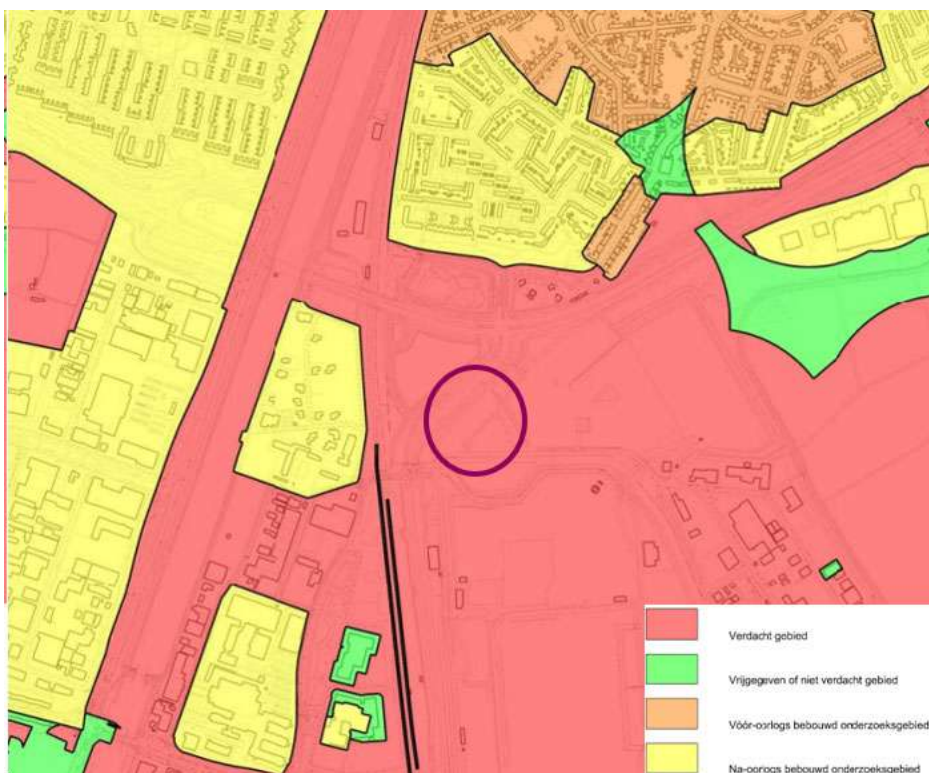 Verdacht gebied
Vrijgegeven of niet verdacht gebied
Vóór-oorlogs bebouwd onderzoeksgebied
Na-oorlogs bebouwd onderzoeksgebied